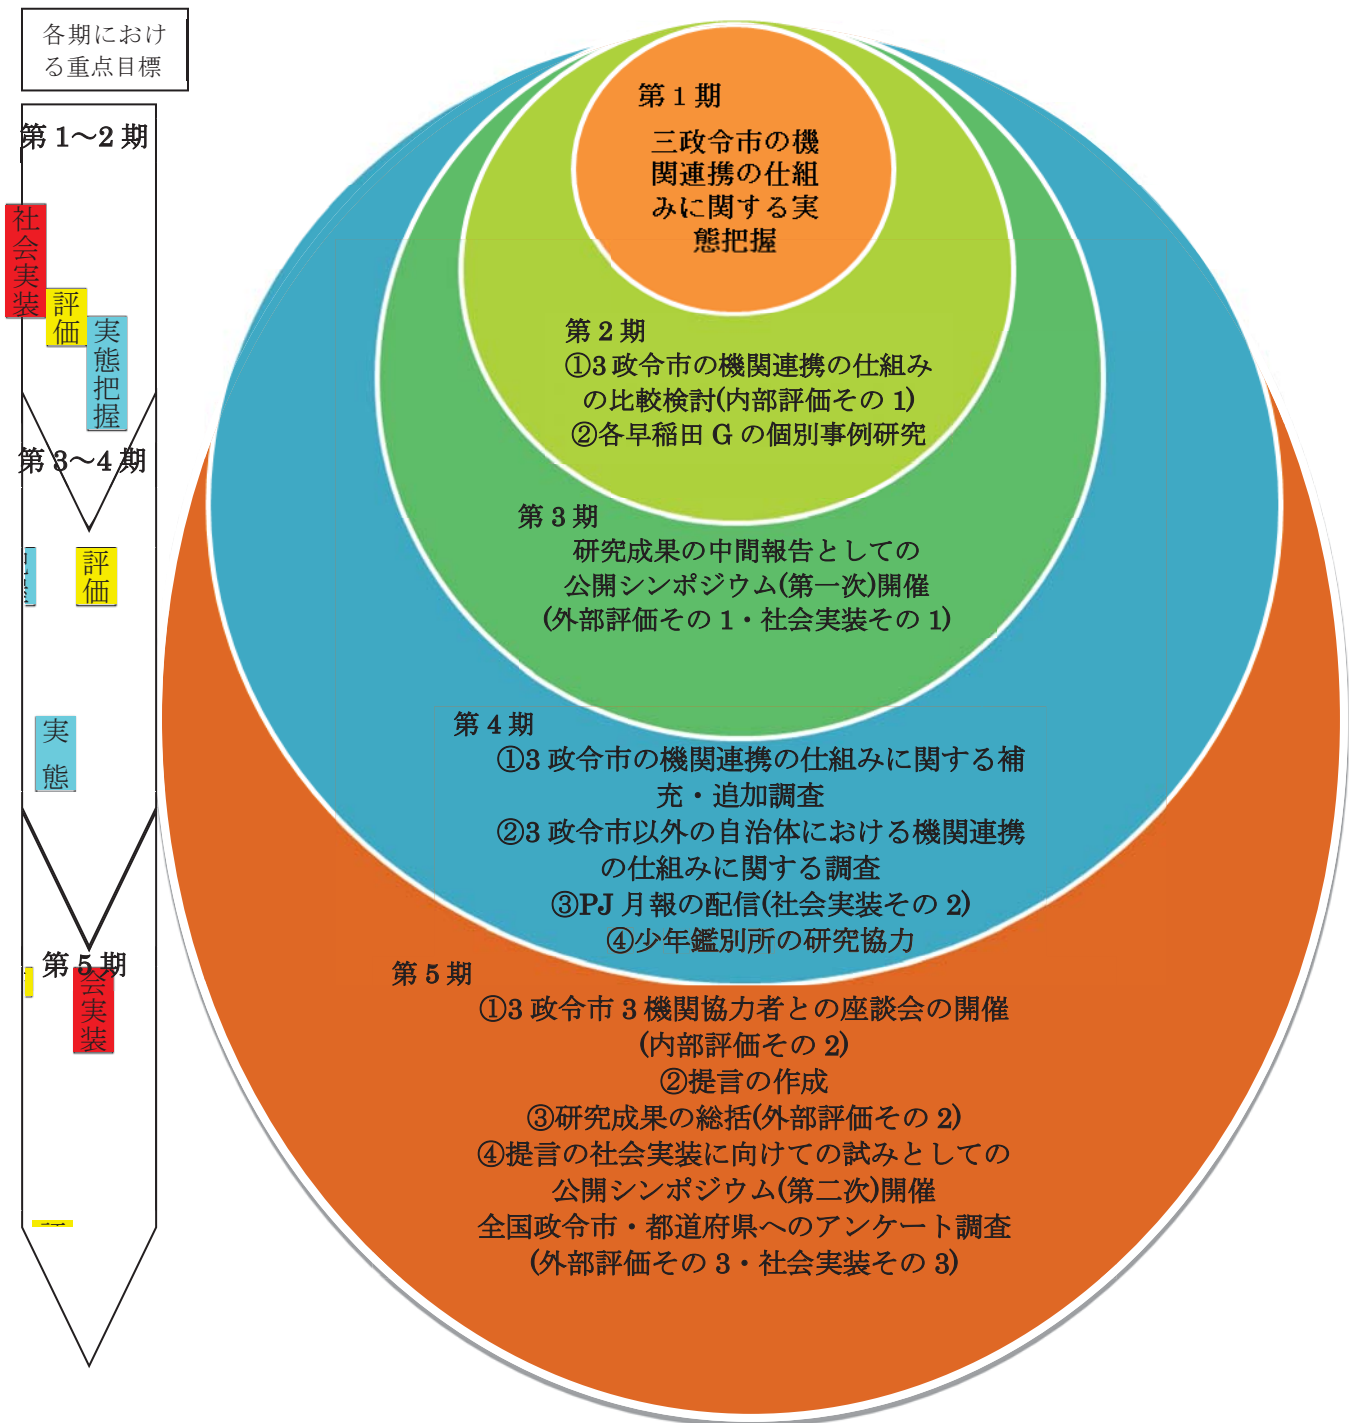 各期におけ
る重点目標
第1～2期
社会実装
評価
実態把握
第3～4期
評価
実態
第5期
会実装
第1期
三政令市の機
関連携の仕組
みに関する実
態把握
第2期
①3政令市の機関連携の仕組み
の比較検討(内部評価その1)
②各早稲田Gの個別事例研究
第3期
研究成果の中間報告としての
公開シンポジウム(第一次)開催
(外部評価その1・社会実装その1)
第4期
①3政令市の機関連携の仕組みに関する補
充・追加調査
②3政令市以外の自治体における機関連携
の仕組みに関する調査
③PJ月報の配信(社会実装その2)
④少年鑑別所の研究協力
第5期
①3政令市3機関協力者との座談会の開催
(内部評価その2)
②提言の作成
③研究成果の総括(外部評価その2)
④提言の社会実装に向けての試みとしての
公開シンポジウム(第二次)開催
全国政令市・都道府県へのアンケート調査
(外部評価その3・社会実装その3)